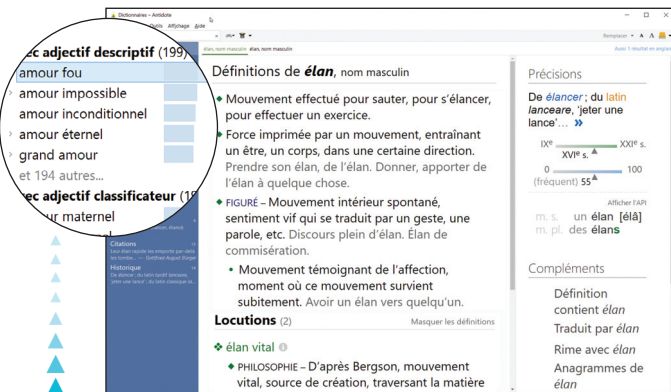 Dictionnaires – Antidote
Outils Affichage Aide
Remplacer
A A
élan, nom masculin élan, nom masculin
Aussi 1 résultat en anglais
avec adjectif descriptif (199)
amour fou
amour impossible
amour inconditionnel
amour éternel
grand amour
et 194 autres...
adjectif classificateur
maternel
Citations
Historique
Définitions de élan, nom masculin
Mouvement effectué pour sauter, pour s’élancer,
pour effectuer un exercice.
Force imprimée par un mouvement, entraînant
un être, un corps, dans une certaine direction.
Prendre son élan, de l’élan. Donner, apporter de
l’élan à quelque chose.
FIGURÉ – Mouvement intérieur spontané,
sentiment vif qui se traduit par un geste, une
parole, etc. Discours plein d’élan. Élan de
commisération.
• Mouvement témoignant de l’affection,
moment où ce mouvement survient
subitement. Avoir un élan vers quelqu’un.
Locutions (2) Masquer les définitions
élan vital
PHILOSOPHIE – D’après Bergson, mouvement
vital, source de création, traversant la matière
Précisions
De élancer ; du latin
lanceare, ‘jeter une
lance’… »
IXe XXIe s.
XVIe s.
0 100
(fréquent) 55
Afficher l’API
m. s. un élan [élâ]
m. pl. des élans
Compléments
Définition
contient élan
Traduit par élan
Rime avec élan
Anagrammes de
élan